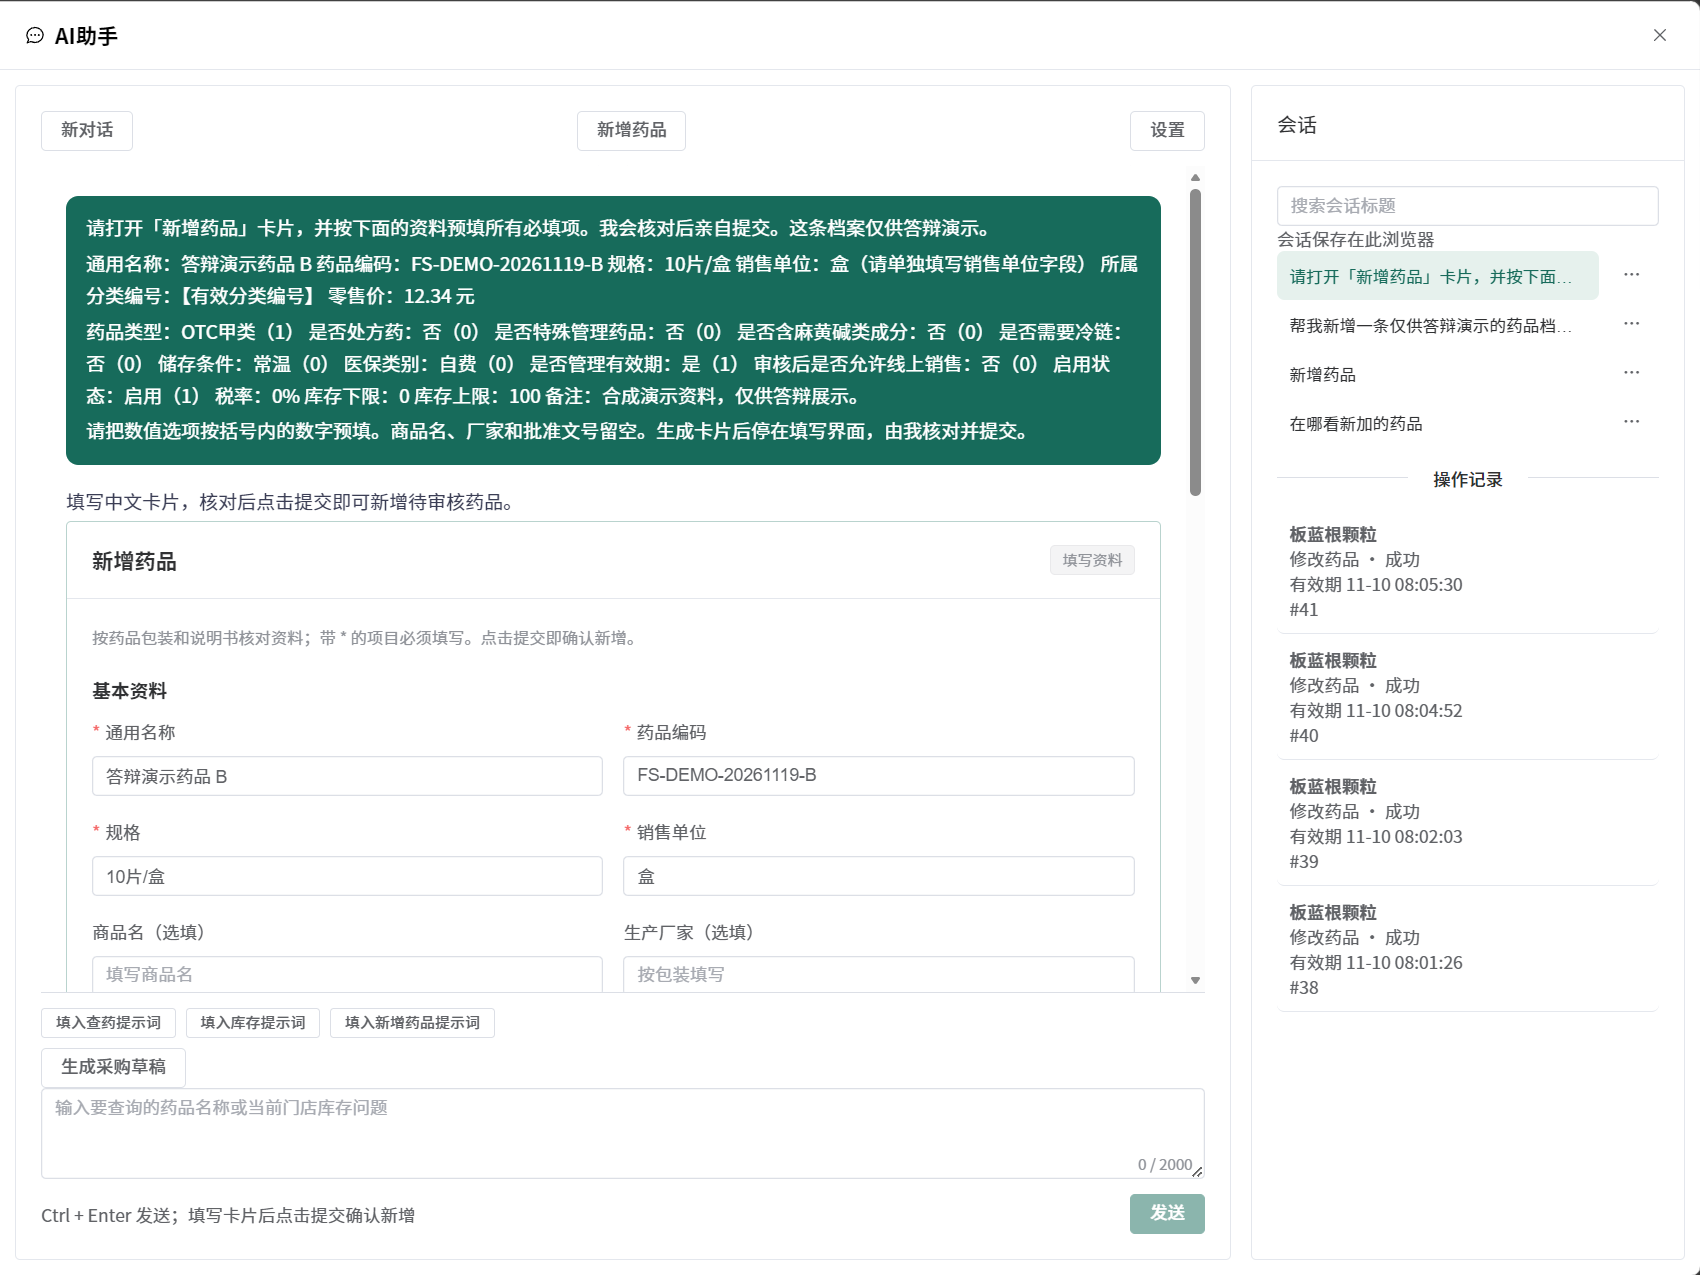 AI助手
新对话
新增药品
设置
请打开「新增药品」卡片，并按下面的资料预填所有必填项。我会核对后亲自提交。这条档案仅供答辩演示。
通用名称：答辩演示药品 B 药品编码：FS-DEMO-20261119-B 规格：10片/盒 销售单位：盒（请单独填写销售单位字段） 所属
分类编号：【有效分类编号】 零售价：12.34 元
药品类型：OTC甲类（1） 是否处方药：否（0） 是否特殊管理药品：否（0） 是否含麻黄碱类成分：否（0） 是否需要冷链：
否（0） 储存条件：常温（0） 医保类别：自费（0） 是否管理有效期：是（1） 审核后是否允许线上销售：否（0） 启用状
态：启用（1） 税率：0% 库存下限：0 库存上限：100 备注：合成演示资料，仅供答辩展示。
请把数值选项按括号内的数字预填。商品名、厂家和批准文号留空。生成卡片后停在填写界面，由我核对并提交。
填写中文卡片，核对后点击提交即可新增待审核药品。
新增药品
填写资料
按药品包装和说明书核对资料；带 * 的项目必须填写。点击提交即确认新增。
基本资料
* 通用名称
* 药品编码
答辩演示药品 B
FS-DEMO-20261119-B
* 规格
* 销售单位
10片/盒
盒
商品名（选填）
生产厂家（选填）
填写商品名
按包装填写
填入查药提示词
填入库存提示词
填入新增药品提示词
生成采购草稿
输入要查询的药品名称或当前门店库存问题
0 / 2000
Ctrl + Enter 发送；填写卡片后点击提交确认新增
发送
会话
搜索会话标题
会话保存在此浏览器
请打开「新增药品」卡片，并按下面…
帮我新增一条仅供答辩演示的药品档…
新增药品
在哪看新加的药品
操作记录
板蓝根颗粒
修改药品 · 成功
有效期 11-10 08:05:30
#41
板蓝根颗粒
修改药品 · 成功
有效期 11-10 08:04:52
#40
板蓝根颗粒
修改药品 · 成功
有效期 11-10 08:02:03
#39
板蓝根颗粒
修改药品 · 成功
有效期 11-10 08:01:26
#38